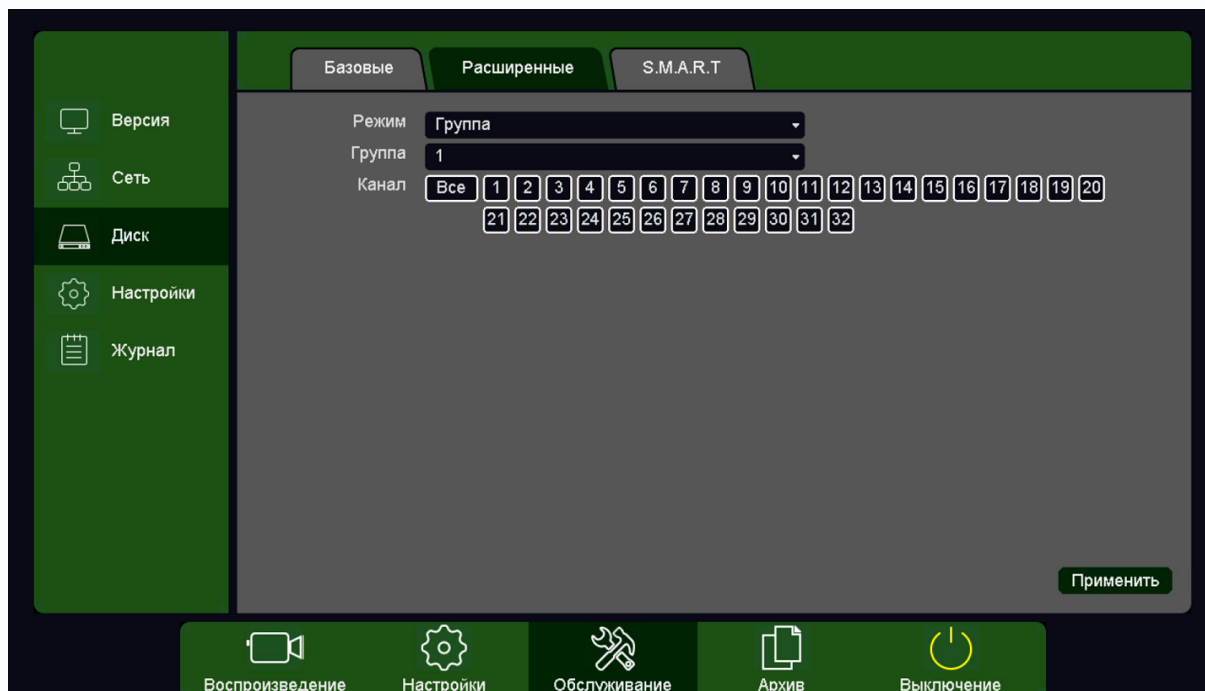 Базовые Расширенные S.M.A.R.T
Версия
Сеть
Диск
Настройки
Журнал
Режим Группа
Группа 1
Канал Все 1 2 3 4 5 6 7 8 9 10 11 12 13 14 15 16 17 18 19 20
21 22 23 24 25 26 27 28 29 30 31 32
Применить
Воспроизведение Настройки Обслуживание Архив Выключение